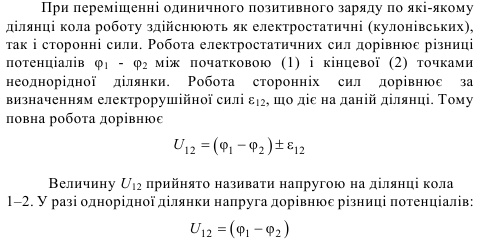 При переміщенні одиничного позитивного заряду по які-якому
ділянці кола роботу здійснюють як електростатичні (кулонівських),
так і сторонні сили. Робота електростатичних сил дорівнює різниці
потенціалів φ₁ - φ₂ між початковою (1) і кінцевої (2) точками
неоднорідної ділянки. Робота сторонніх сил дорівнює за
визначенням електрорушійної силі ε₁₂, що діє на даній ділянці. Тому
повна робота дорівнює
U₁₂ = (φ₁ − φ₂) ± ε₁₂
Величину U₁₂ прийнято називати напругою на ділянці кола
1–2. У разі однорідної ділянки напруга дорівнює різниці потенціалів:
U₁₂ = (φ₁ − φ₂)